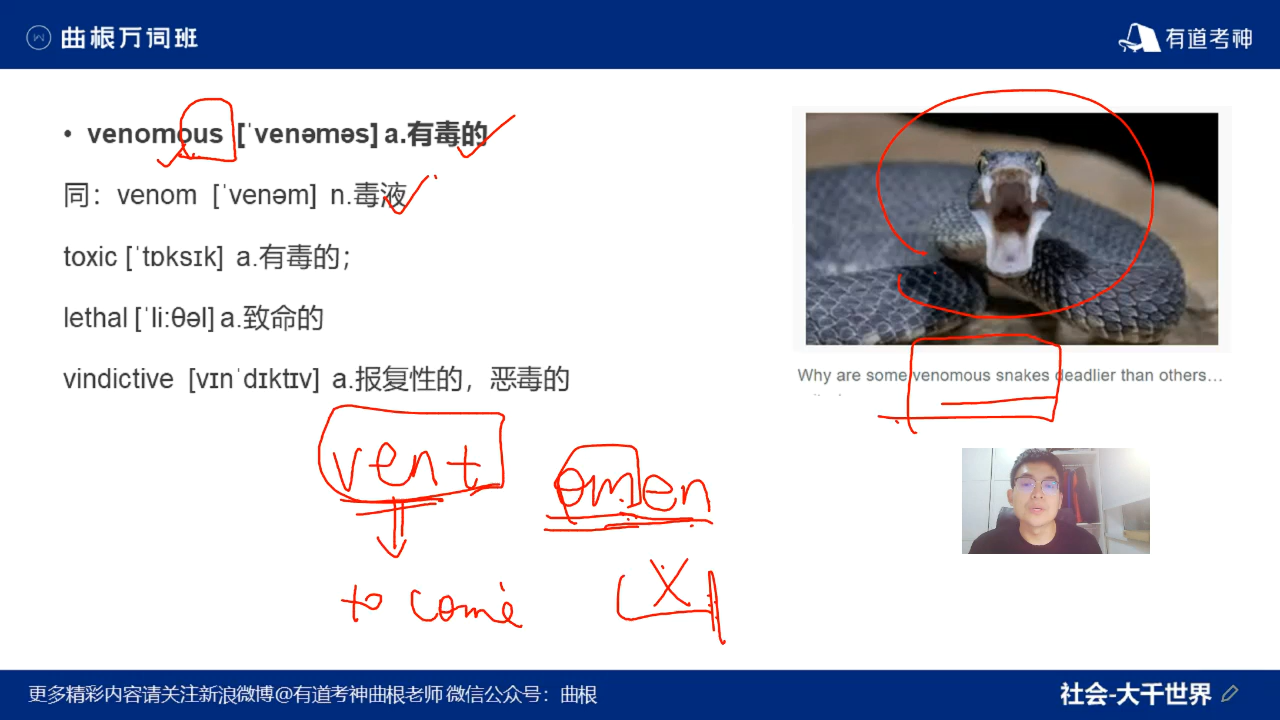 曲根万词班
有道考神
• venomous [ˈvenəməs] a.有毒的
同：venom [ˈvenəm] n.毒液
toxic [ˈtɒksɪk] a.有毒的；
lethal [ˈliːθəl] a.致命的
vindictive [vɪnˈdɪktɪv] a.报复性的，恶毒的
Why are some venomous snakes deadlier than others…
vent
omen
to come
X
更多精彩内容请关注新浪微博@有道考神曲根老师 微信公众号：曲根
社会-大千世界